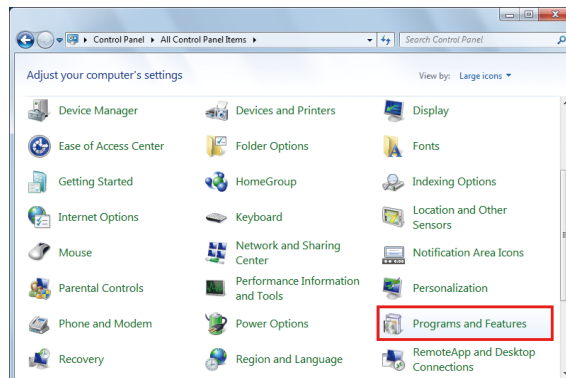 Control Panel ▸ All Control Panel Items ▸
Search Control Panel
Adjust your computer's settings
View by: Large icons
Device Manager
Devices and Printers
Display
Ease of Access Center
Folder Options
Fonts
Getting Started
HomeGroup
Indexing Options
Internet Options
Keyboard
Location and Other
Sensors
Mouse
Network and Sharing
Center
Notification Area Icons
Parental Controls
Performance Information
and Tools
Personalization
Phone and Modem
Power Options
Programs and Features
Recovery
Region and Language
RemoteApp and Desktop
Connections